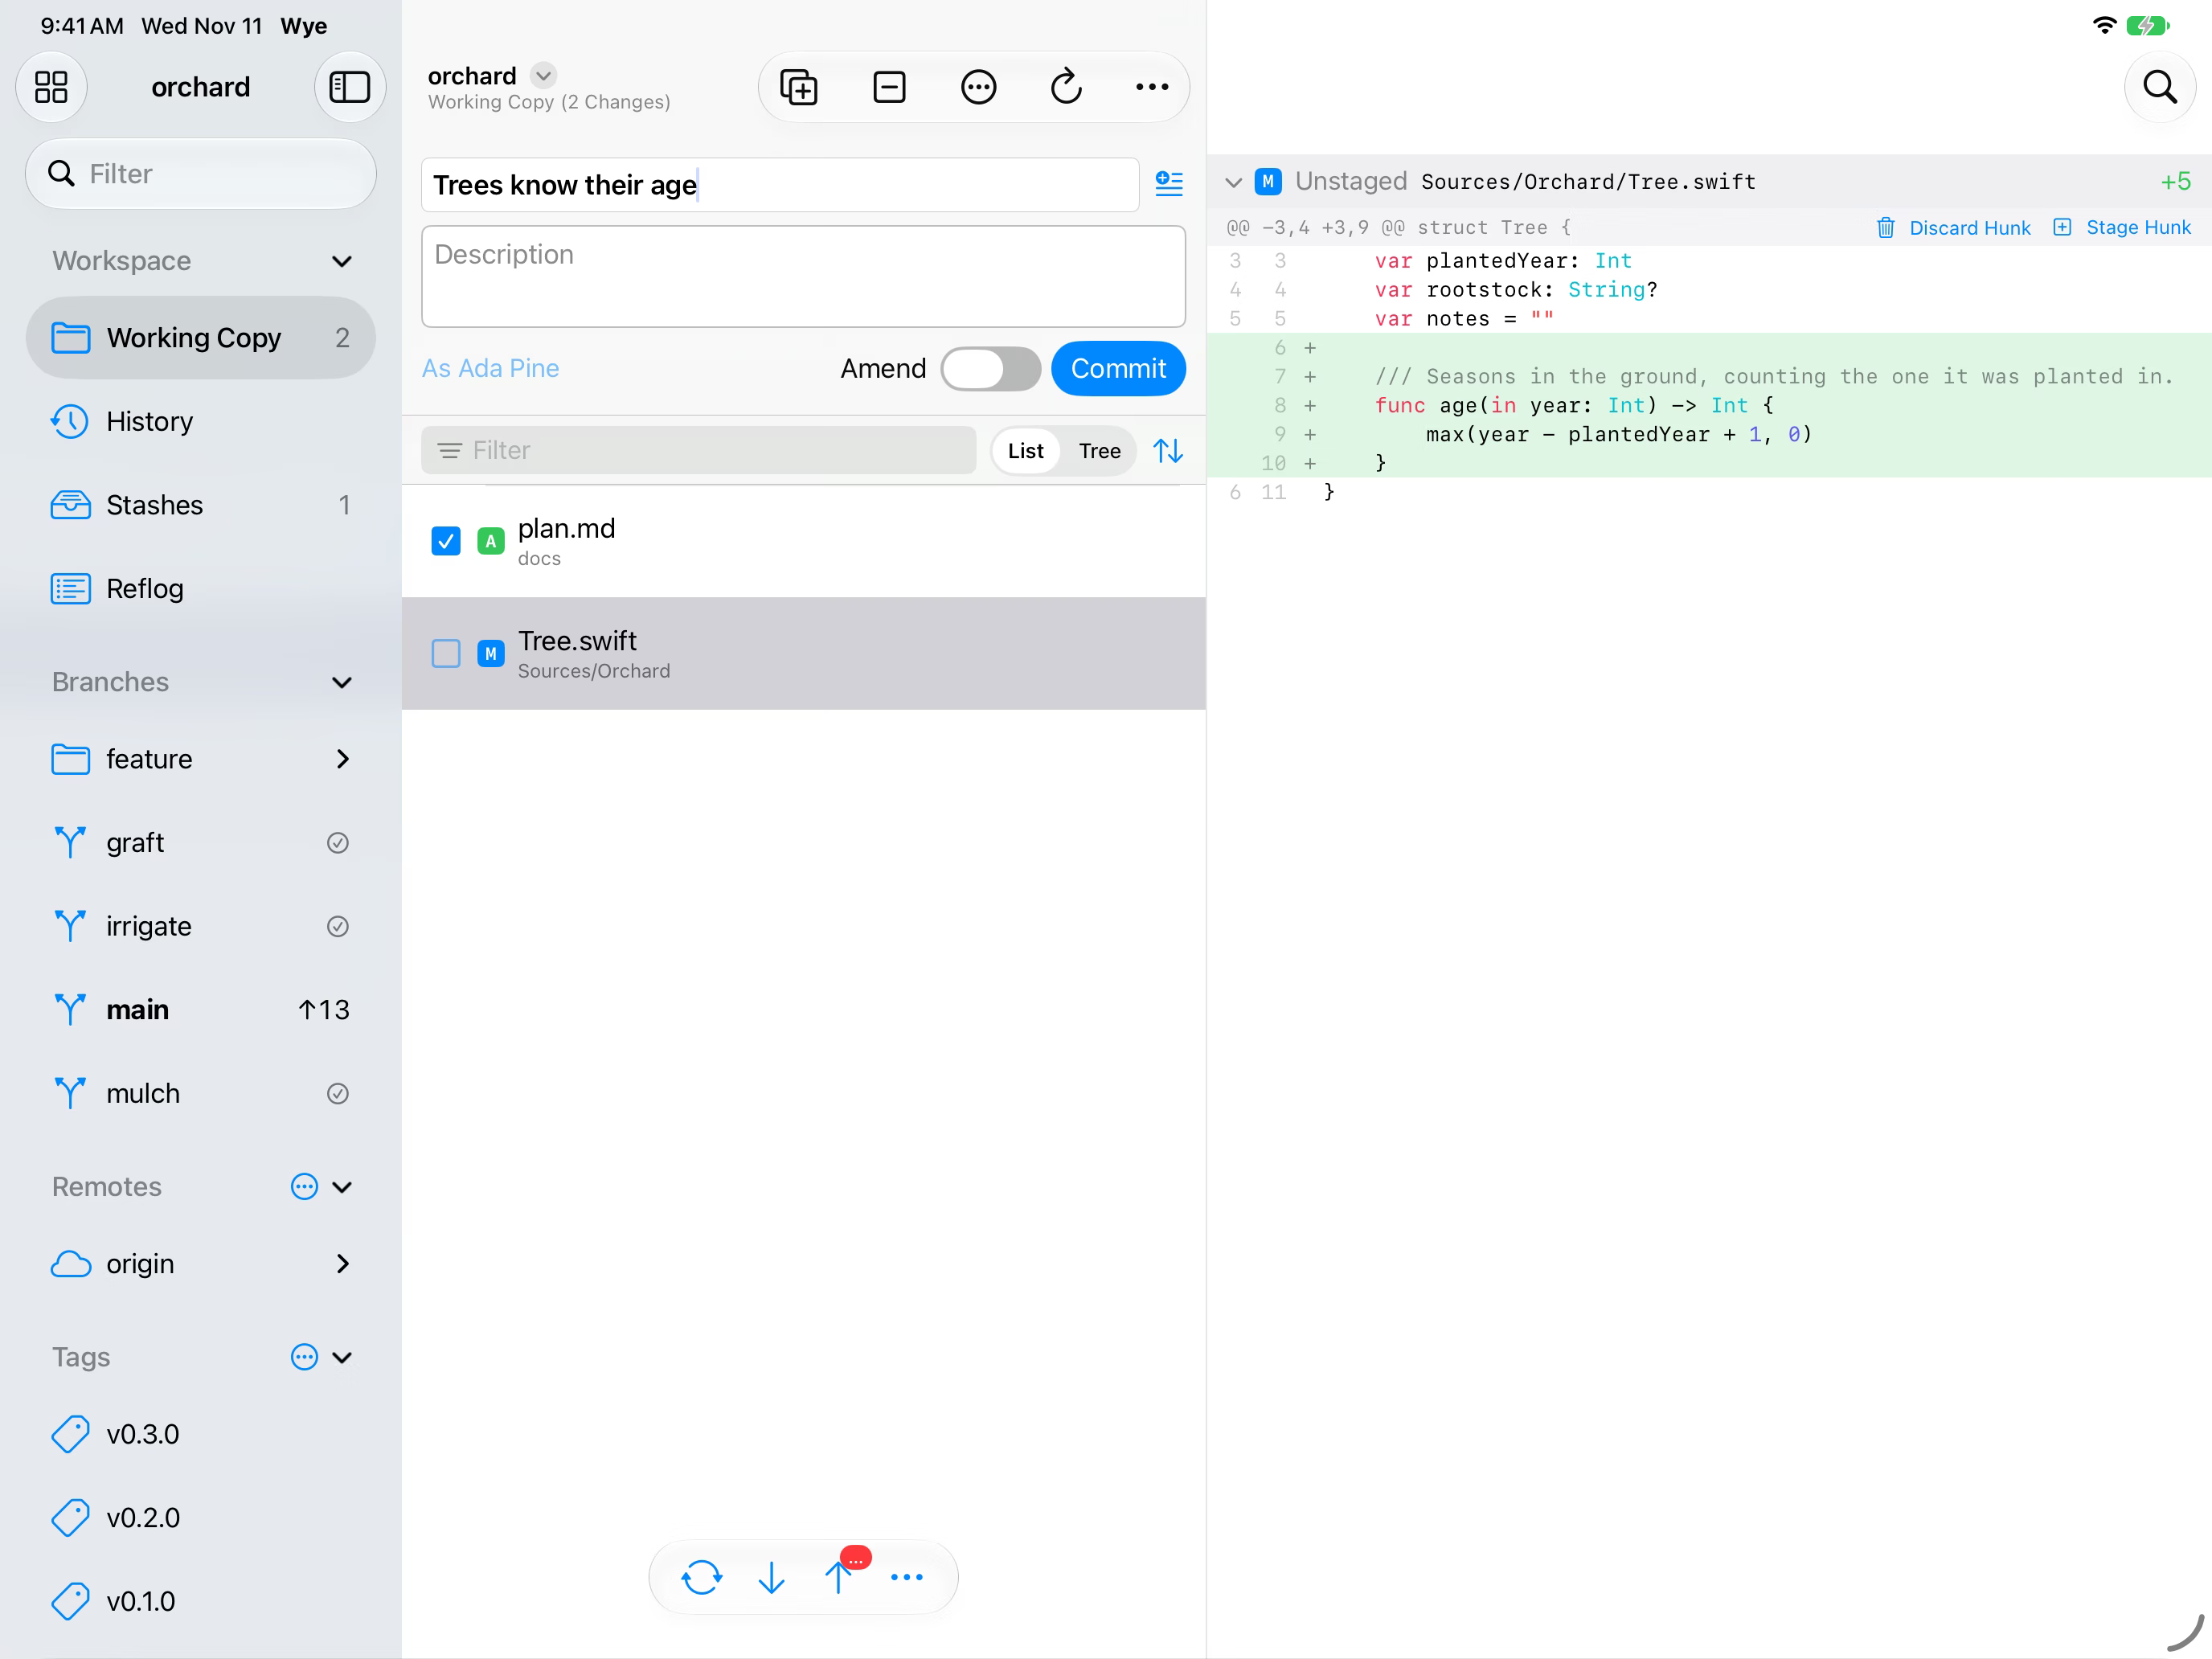 9:41 AM Wed Nov 11 Wye
orchard
Filter
Workspace
Working Copy 2
History
Stashes 1
Reflog
Branches
feature
graft
irrigate
main ↑13
mulch
Remotes
origin
Tags
v0.3.0
v0.2.0
v0.1.0
orchard
Working Copy (2 Changes)
Trees know their age
Description
As Ada Pine Amend Commit
Filter List Tree
A plan.md
docs
M Tree.swift
Sources/Orchard
...
M Unstaged Sources/Orchard/Tree.swift +5
@@ -3,4 +3,9 @@ struct Tree { Discard Hunk Stage Hunk
3 3 var plantedYear: Int
4 4 var rootstock: String?
5 5 var notes = ""
6 +
7 + /// Seasons in the ground, counting the one it was planted in.
8 + func age(in year: Int) -> Int {
9 + max(year - plantedYear + 1, 0)
10 + }
6 11 }